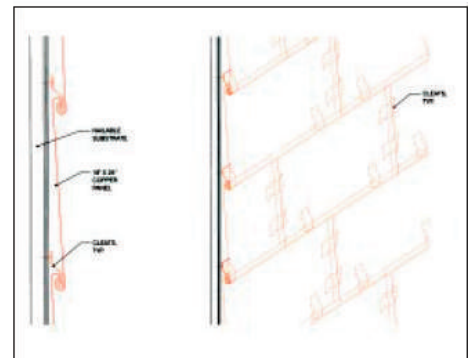 NAILABLE
SUBSTRATE
COPPER
PANEL
CLEATS,
TYP.
CLEATS,
TYP.